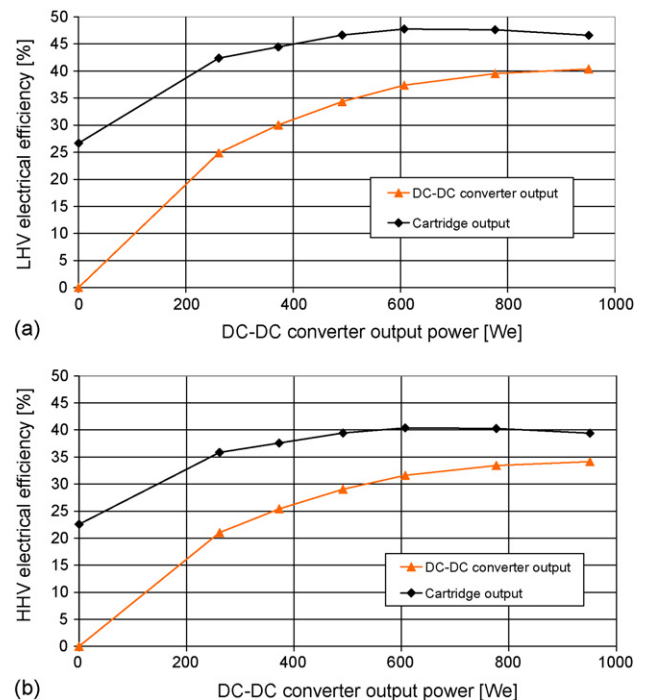 LHV electrical efficiency [%]
50
45
40
35
30
25
20
15
10
5
0
DC-DC converter output
Cartridge output
0 200 400 600 800 1000
(a) DC-DC converter output power [We]
HHV electrical efficiency [%]
50
45
40
35
30
25
20
15
10
5
0
DC-DC converter output
Cartridge output
0 200 400 600 800 1000
(b) DC-DC converter output power [We]